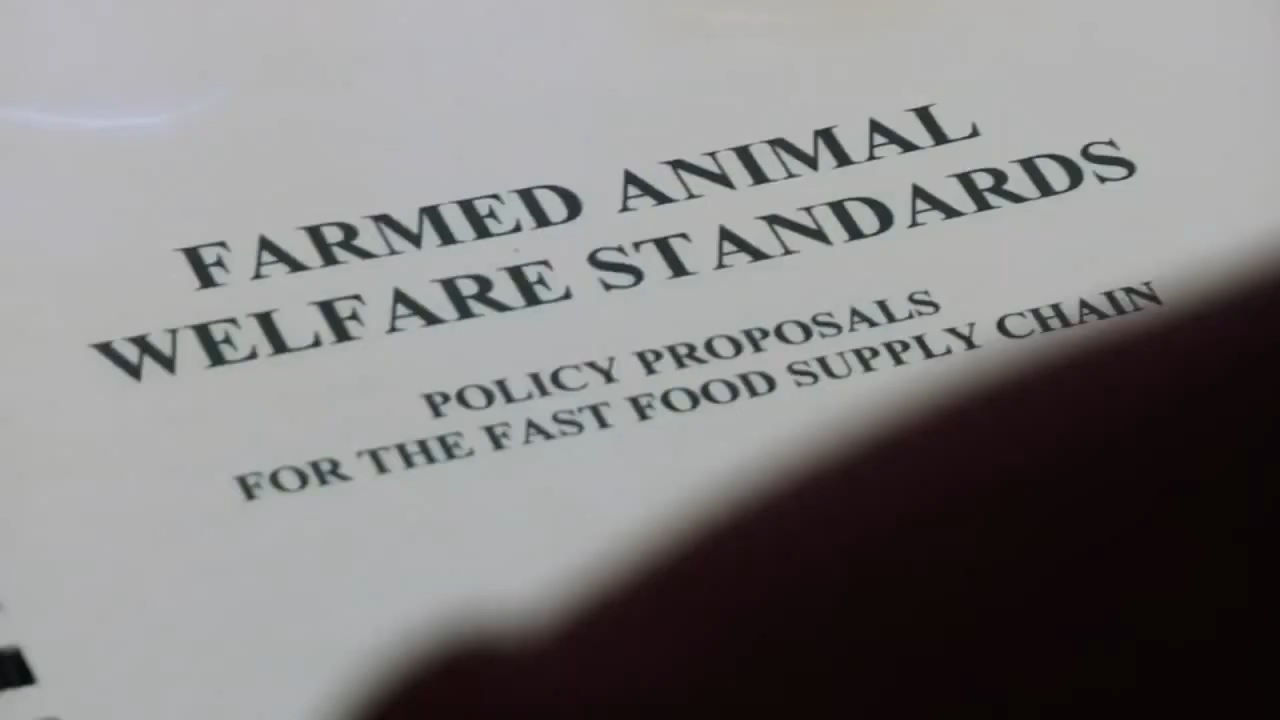 FARMED ANIMAL
WELFARE STANDARDS
POLICY PROPOSALS
FOR THE FAST FOOD SUPPLY CHAIN